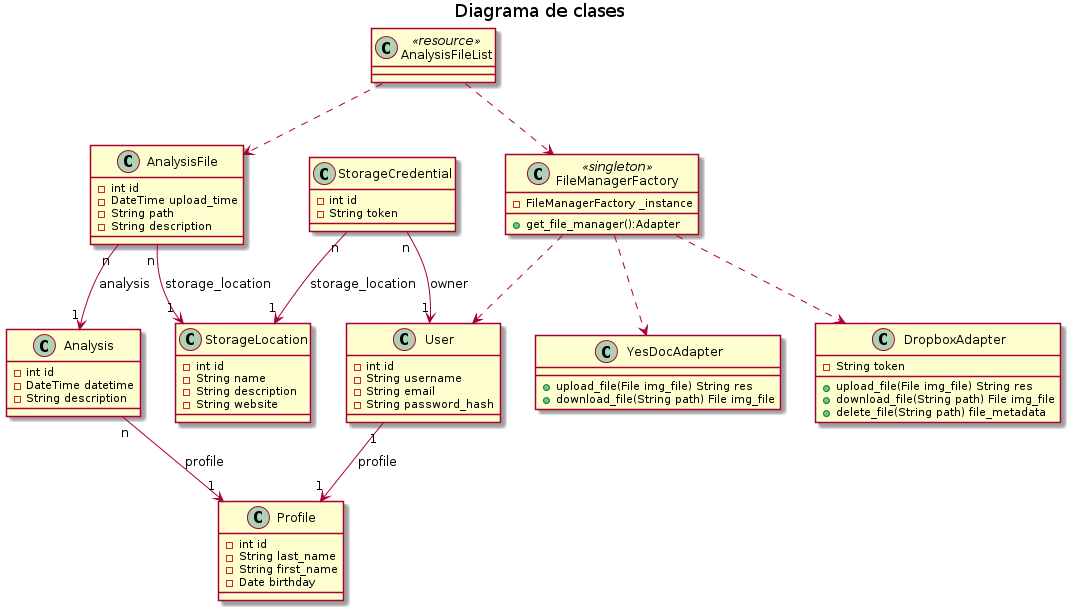 Diagrama de clases
C
«resource»
AnalysisFileList
C AnalysisFile
int id
DateTime upload_time
String path
String description
C StorageCredential
int id
String token
C
«singleton»
FileManagerFactory
FileManagerFactory _instance
get_file_manager():Adapter
n
analysis
1
n
storage_location
1
n
storage_location
1
n
owner
1
C Analysis
int id
DateTime datetime
String description
C StorageLocation
int id
String name
String description
String website
C User
int id
String username
String email
String password_hash
C YesDocAdapter
upload_file(File img_file) String res
download_file(String path) File img_file
C DropboxAdapter
String token
upload_file(File img_file) String res
download_file(String path) File img_file
delete_file(String path) file_metadata
n
profile
1
1
profile
1
C Profile
int id
String last_name
String first_name
Date birthday